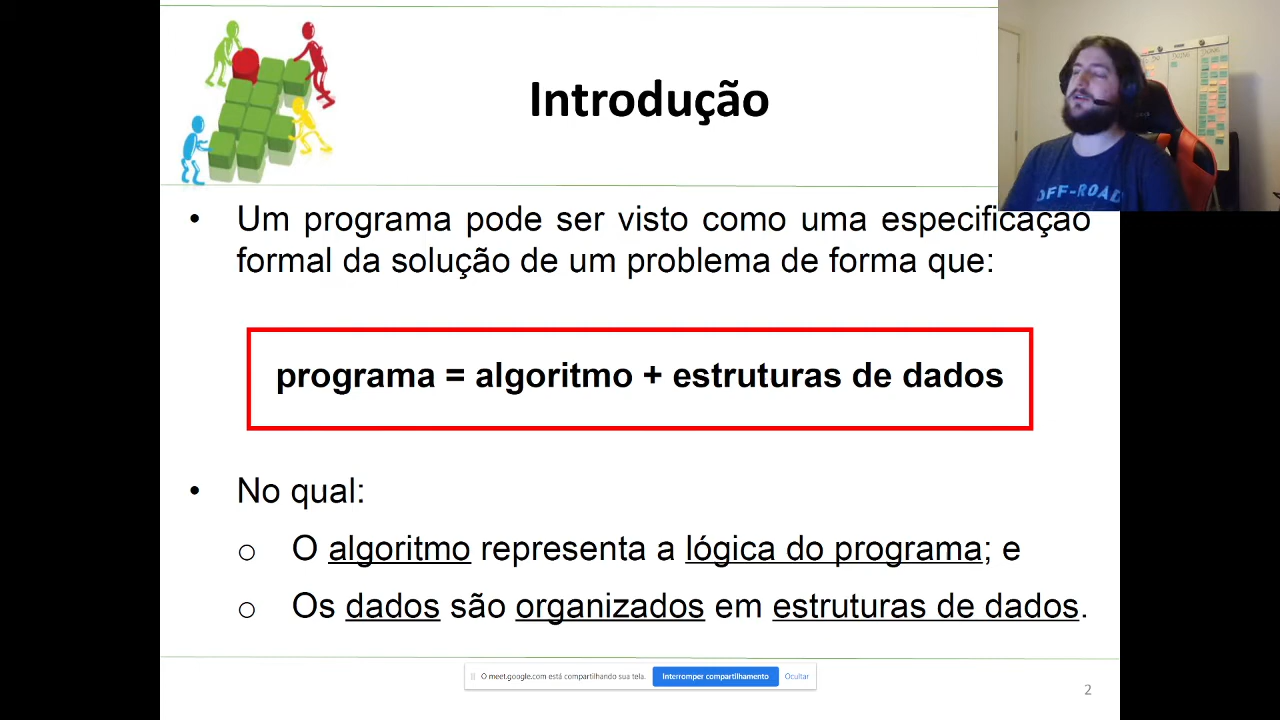 Introdução
OFF-ROAD
• Um programa pode ser visto como uma especificação
formal da solução de um problema de forma que:
programa = algoritmo + estruturas de dados
• No qual:
o O algoritmo representa a lógica do programa; e
o Os dados são organizados em estruturas de dados.
O meet.google.com está compartilhando sua tela. Interromper compartilhamento Ocultar
2